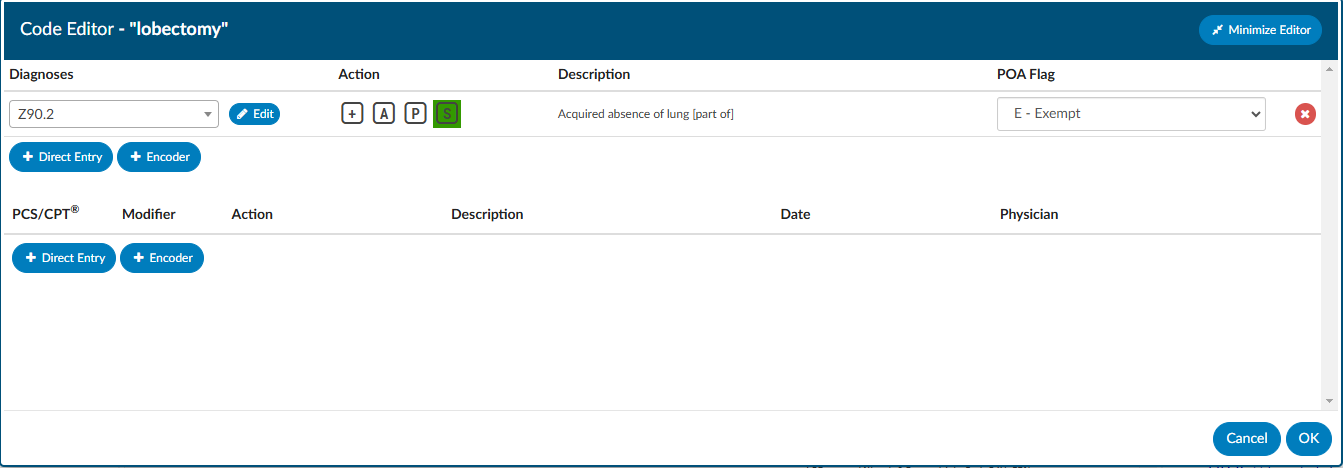 Code Editor - "lobectomy"
Minimize Editor
Diagnoses Action Description POA Flag
Z90.2 Edit + A P S Acquired absence of lung [part of] E - Exempt
+ Direct Entry + Encoder
PCS/CPT® Modifier Action Description Date Physician
+ Direct Entry + Encoder
Cancel OK